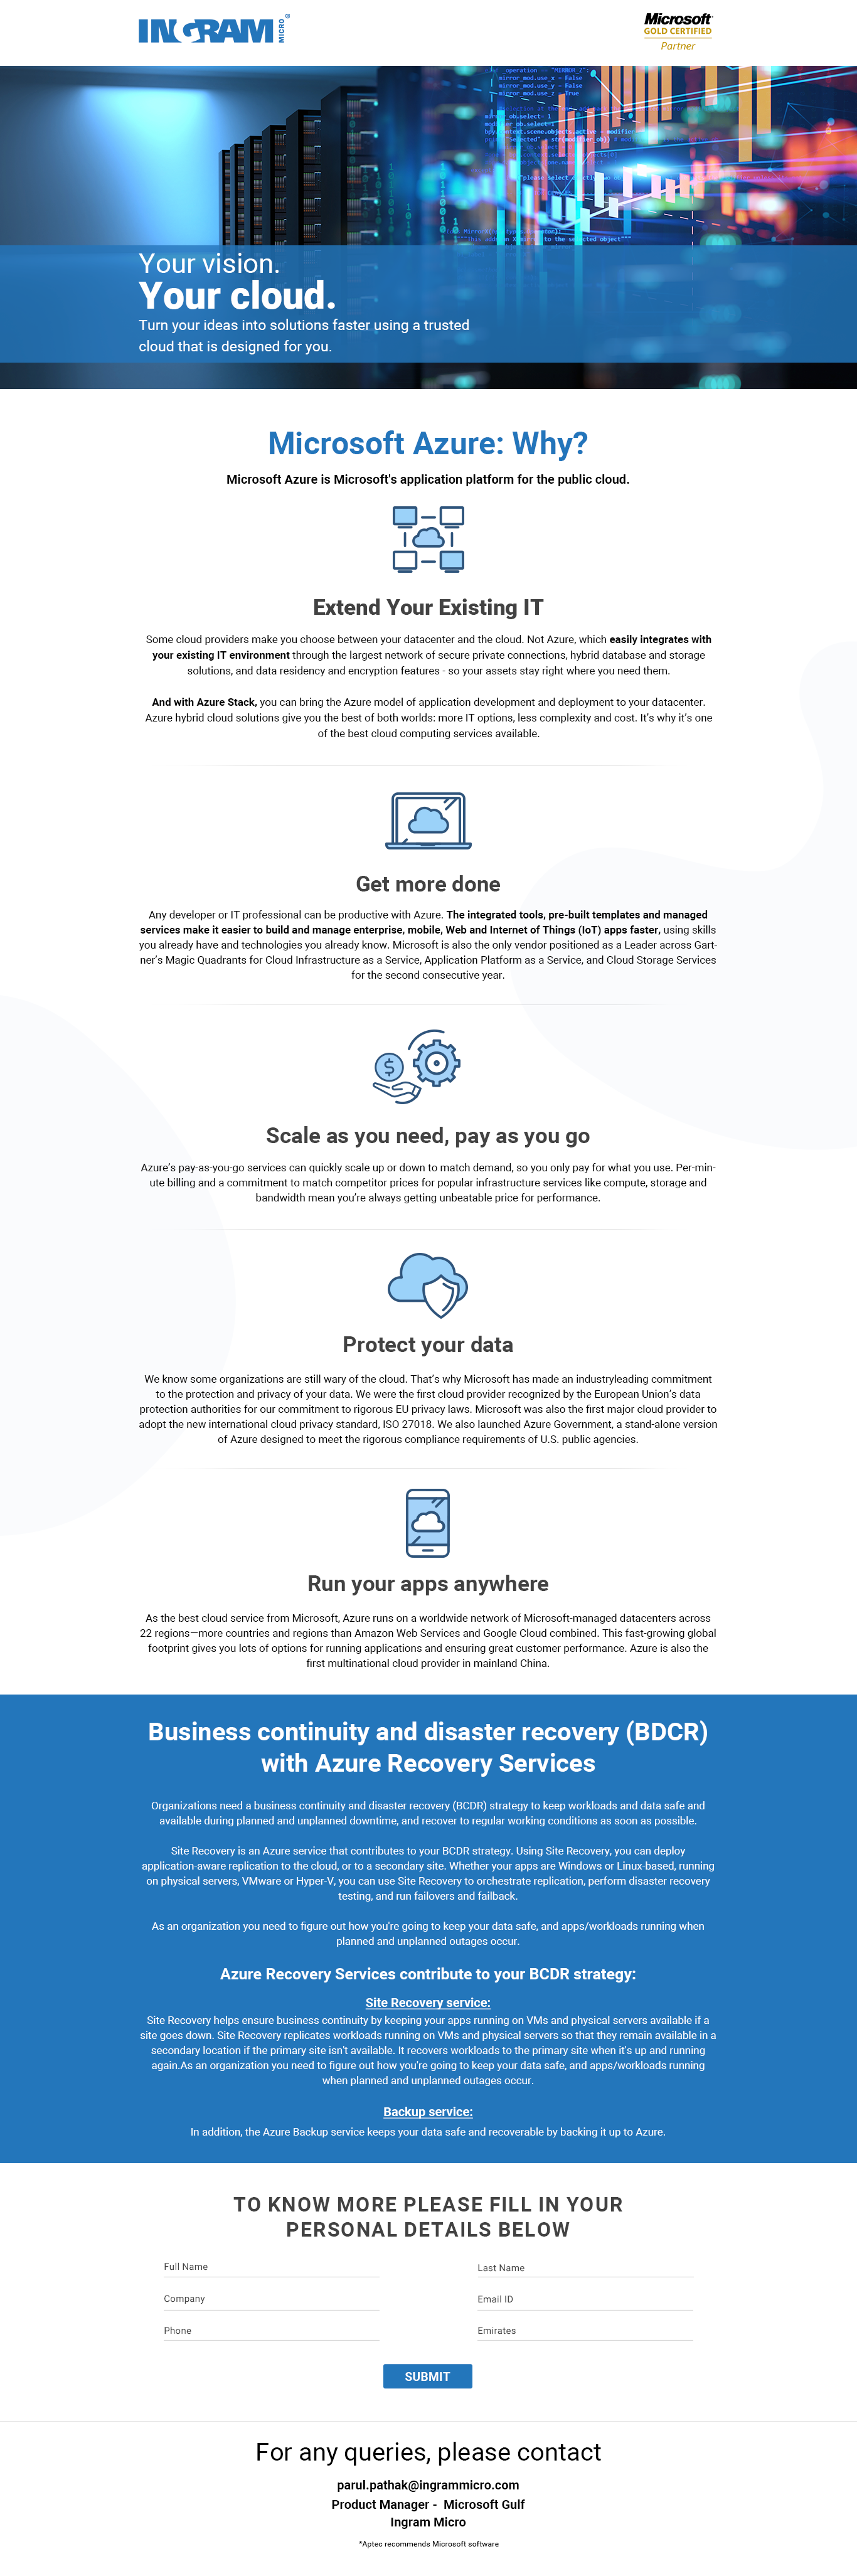 INGRAM MICRO®
Microsoft
GOLD CERTIFIED
Partner
Your vision.
Your cloud.
Turn your ideas into solutions faster using a trusted
cloud that is designed for you.
Microsoft Azure: Why?
Microsoft Azure is Microsoft's application platform for the public cloud.
Extend Your Existing IT
Some cloud providers make you choose between your datacenter and the cloud. Not Azure, which easily integrates with
your existing IT environment through the largest network of secure private connections, hybrid database and storage
solutions, and data residency and encryption features - so your assets stay right where you need them.
And with Azure Stack, you can bring the Azure model of application development and deployment to your datacenter.
Azure hybrid cloud solutions give you the best of both worlds: more IT options, less complexity and cost. It's why it's one
of the best cloud computing services available.
Get more done
Any developer or IT professional can be productive with Azure. The integrated tools, pre-built templates and managed
services make it easier to build and manage enterprise, mobile, Web and Internet of Things (IoT) apps faster, using skills
you already have and technologies you already know. Microsoft is also the only vendor positioned as a Leader across Gart-
ner's Magic Quadrants for Cloud Infrastructure as a Service, Application Platform as a Service, and Cloud Storage Services
for the second consecutive year.
Scale as you need, pay as you go
Azure's pay-as-you-go services can quickly scale up or down to match demand, so you only pay for what you use. Per-min-
ute billing and a commitment to match competitor prices for popular infrastructure services like compute, storage and
bandwidth mean you're always getting unbeatable price for performance.
Protect your data
We know some organizations are still wary of the cloud. That's why Microsoft has made an industryleading commitment
to the protection and privacy of your data. We were the first cloud provider recognized by the European Union's data
protection authorities for our commitment to rigorous EU privacy laws. Microsoft was also the first major cloud provider to
adopt the new international cloud privacy standard, ISO 27018. We also launched Azure Government, a stand-alone version
of Azure designed to meet the rigorous compliance requirements of U.S. public agencies.
Run your apps anywhere
As the best cloud service from Microsoft, Azure runs on a worldwide network of Microsoft-managed datacenters across
22 regions—more countries and regions than Amazon Web Services and Google Cloud combined. This fast-growing global
footprint gives you lots of options for running applications and ensuring great customer performance. Azure is also the
first multinational cloud provider in mainland China.
Business continuity and disaster recovery (BDCR)
with Azure Recovery Services
Organizations need a business continuity and disaster recovery (BCDR) strategy to keep workloads and data safe and
available during planned and unplanned downtime, and recover to regular working conditions as soon as possible.
Site Recovery is an Azure service that contributes to your BCDR strategy. Using Site Recovery, you can deploy
application-aware replication to the cloud, or to a secondary site. Whether your apps are Windows or Linux-based, running
on physical servers, VMware or Hyper-V, you can use Site Recovery to orchestrate replication, perform disaster recovery
testing, and run failovers and failback.
As an organization you need to figure out how you're going to keep your data safe, and apps/workloads running when
planned and unplanned outages occur.
Azure Recovery Services contribute to your BCDR strategy:
Site Recovery service:
Site Recovery helps ensure business continuity by keeping your apps running on VMs and physical servers available if a
site goes down. Site Recovery replicates workloads running on VMs and physical servers so that they remain available in a
secondary location if the primary site isn't available. It recovers workloads to the primary site when it's up and running
again.As an organization you need to figure out how you're going to keep your data safe, and apps/workloads running
when planned and unplanned outages occur.
Backup service:
In addition, the Azure Backup service keeps your data safe and recoverable by backing it up to Azure.
TO KNOW MORE PLEASE FILL IN YOUR
PERSONAL DETAILS BELOW
Full Name
Last Name
Company
Email ID
Phone
Emirates
SUBMIT
For any queries, please contact
parul.pathak@ingrammicro.com
Product Manager - Microsoft Gulf
Ingram Micro
*Aptec recommends Microsoft software